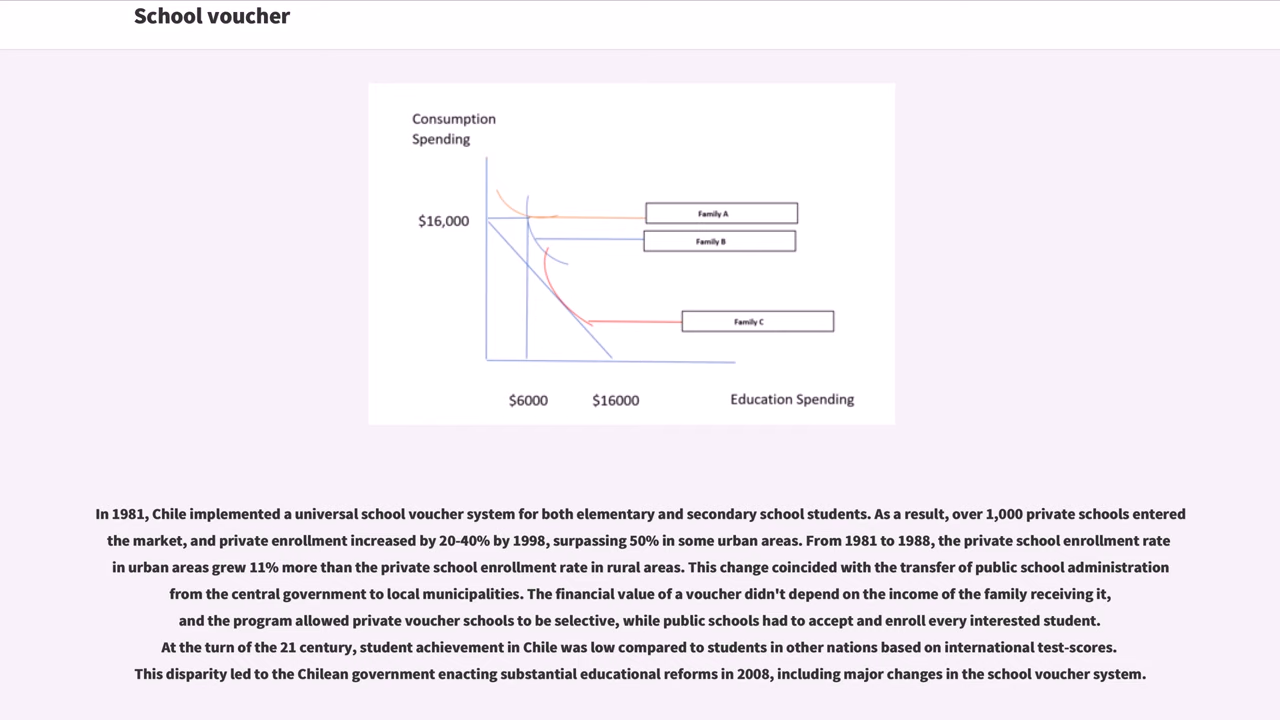 School voucher
Consumption
Spending
$16,000
Family A
Family B
Family C
$6000
$16000
Education Spending
In 1981, Chile implemented a universal school voucher system for both elementary and secondary school students. As a result, over 1,000 private schools entered
the market, and private enrollment increased by 20-40% by 1998, surpassing 50% in some urban areas. From 1981 to 1988, the private school enrollment rate
in urban areas grew 11% more than the private school enrollment rate in rural areas. This change coincided with the transfer of public school administration
from the central government to local municipalities. The financial value of a voucher didn't depend on the income of the family receiving it,
and the program allowed private voucher schools to be selective, while public schools had to accept and enroll every interested student.
At the turn of the 21 century, student achievement in Chile was low compared to students in other nations based on international test-scores.
This disparity led to the Chilean government enacting substantial educational reforms in 2008, including major changes in the school voucher system.